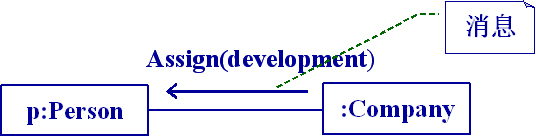 消息
Assign(development)
p:Person
:Company